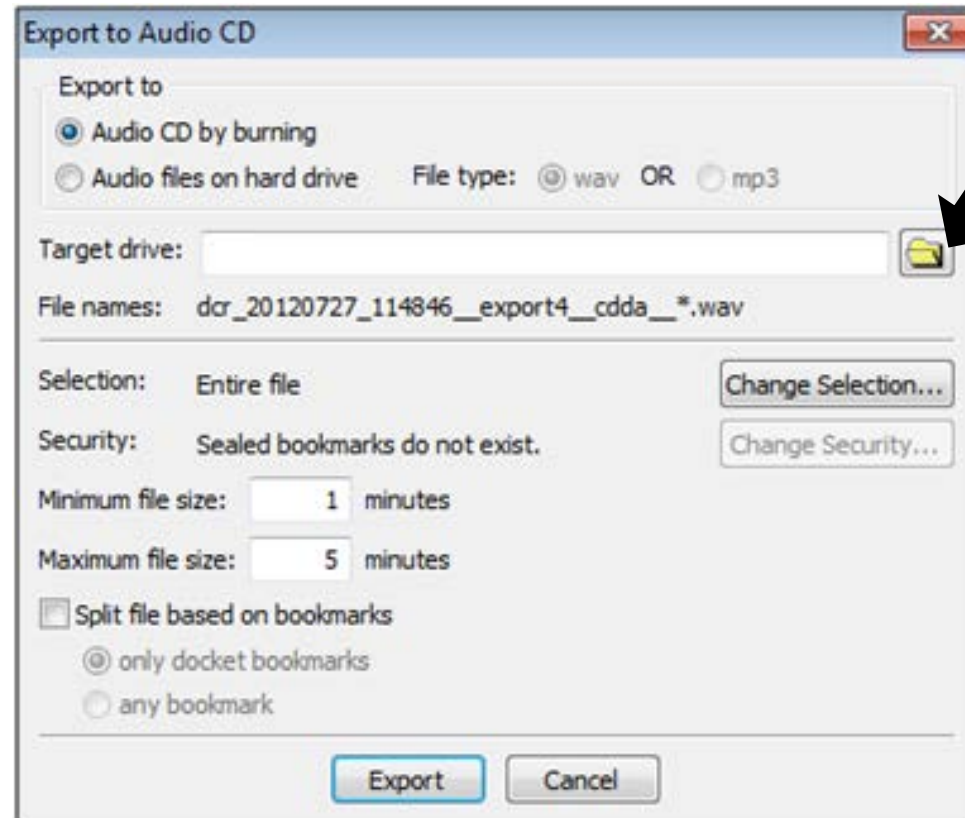 Export to Audio CD
Export to
Audio CD by burning
Audio files on hard drive File type: wav OR mp3
Target drive:
File names: dcr_20120727_114846__export4__cdda__*.wav
Selection: Entire file Change Selection...
Security: Sealed bookmarks do not exist. Change Security...
Minimum file size: 1 minutes
Maximum file size: 5 minutes
Split file based on bookmarks
only docket bookmarks
any bookmark
Export Cancel